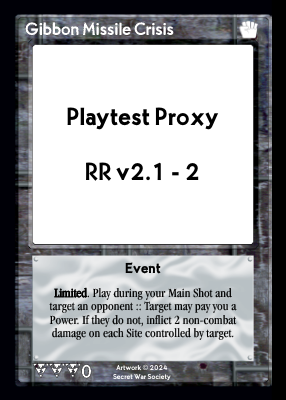 Gibbon Missile Crisis
Playtest Proxy
RR v2.1 - 2
Event
Limited. Play during your Main Shot and
target an opponent :: Target may pay you a
Power. If they do not, inflict 2 non-combat
damage on each Site controlled by target.
0
Artwork © 2024
Secret War Society